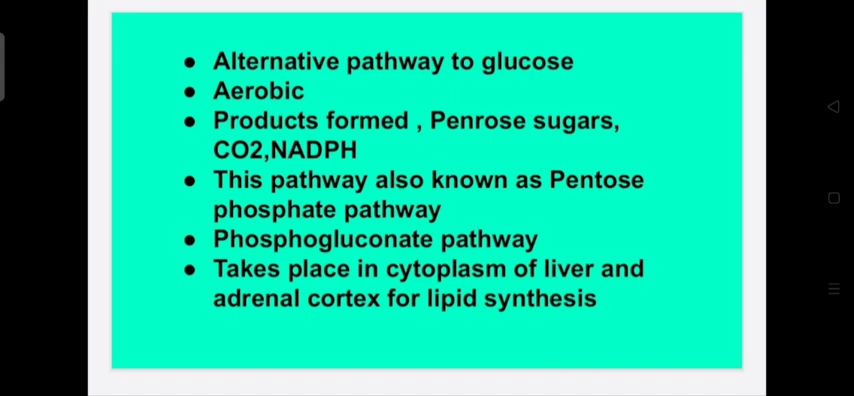 ● Alternative pathway to glucose
● Aerobic
● Products formed , Penrose sugars,
CO2,NADPH
● This pathway also known as Pentose
phosphate pathway
● Phosphogluconate pathway
● Takes place in cytoplasm of liver and
adrenal cortex for lipid synthesis